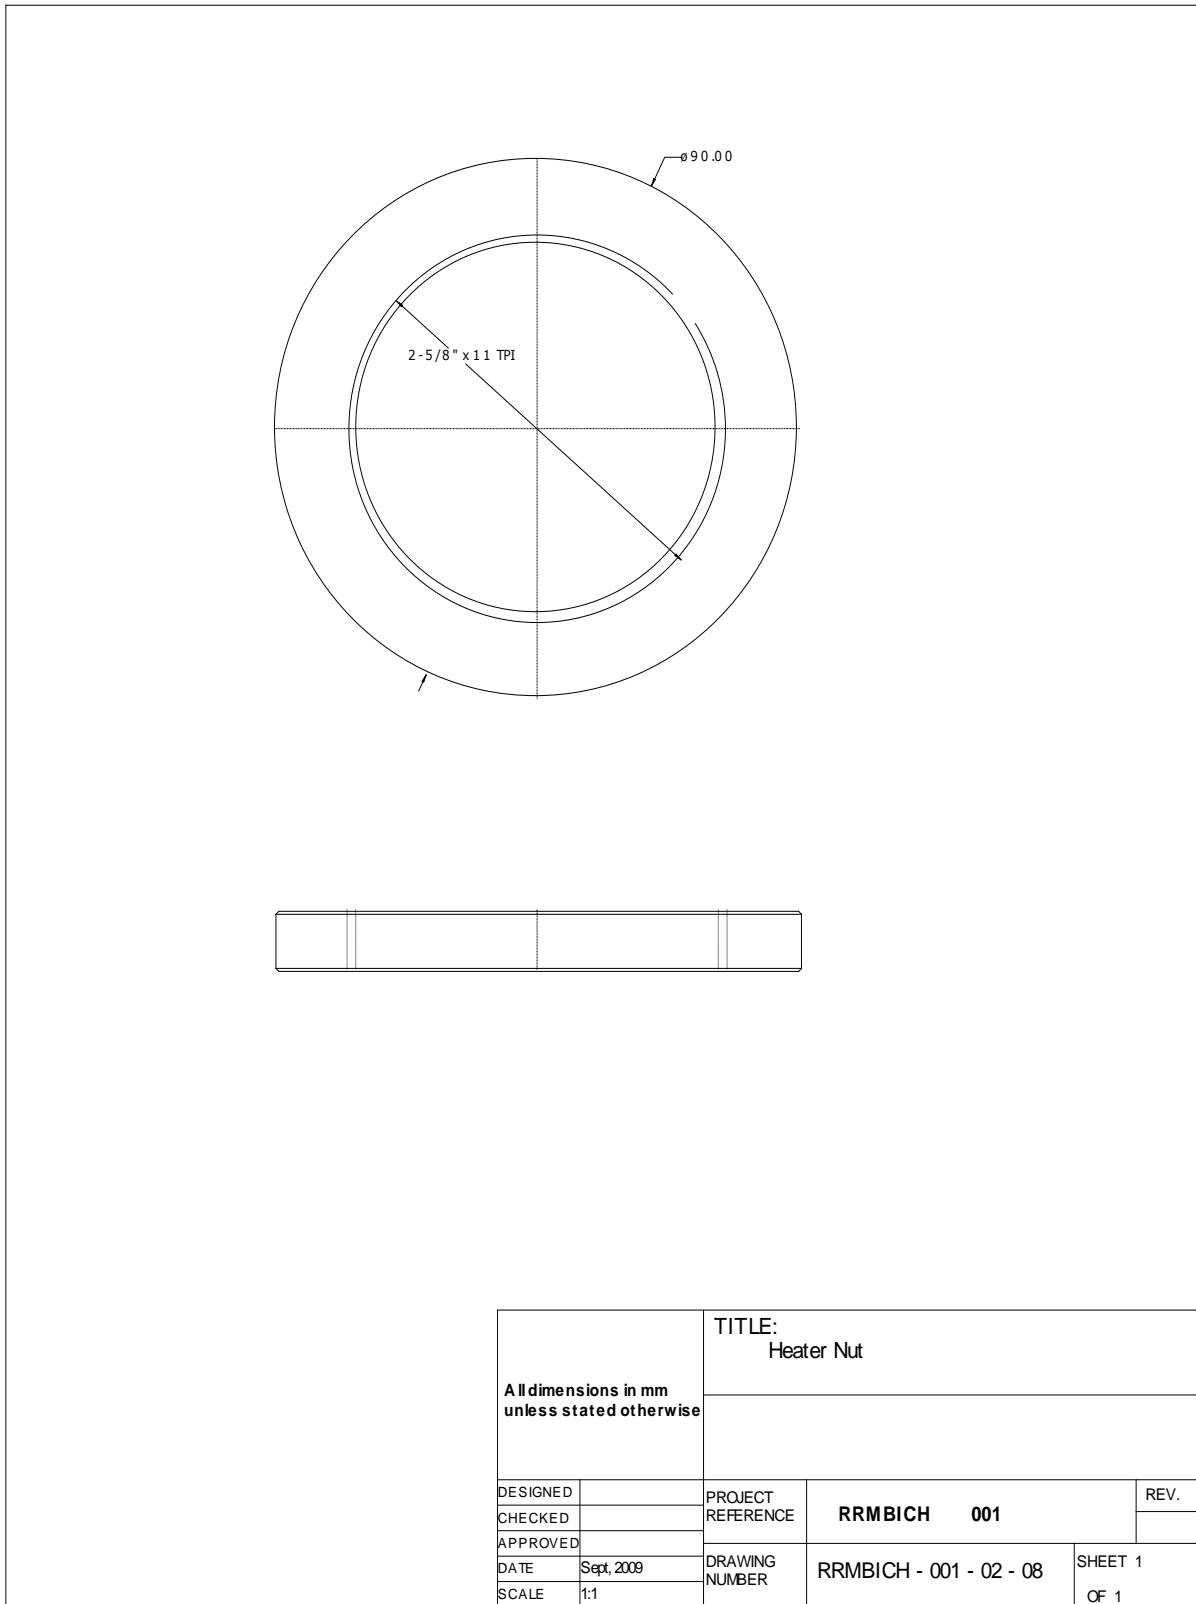 ø90.00
2-5/8" x 11 TPI
TITLE:
Heater Nut
All dimensions in mm
unless stated otherwise
DESIGNED
CHECKED
APPROVED
DATE Sept, 2009
SCALE 1:1
PROJECT
REFERENCE
RRMBICH 001
REV.
DRAWING
NUMBER
RRMBICH - 001 - 02 - 08
SHEET 1
OF 1